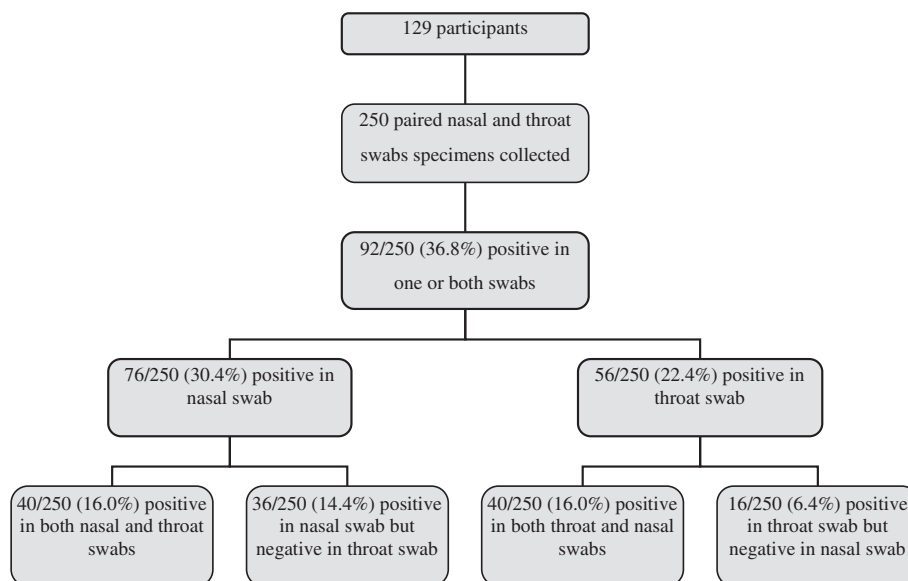 129 participants
250 paired nasal and throat
swabs specimens collected
92/250 (36.8%) positive in
one or both swabs
76/250 (30.4%) positive in
nasal swab
56/250 (22.4%) positive in
throat swab
40/250 (16.0%) positive
in both nasal and throat
swabs
36/250 (14.4%) positive
in nasal swab but
negative in throat swab
40/250 (16.0%) positive
in both throat and nasal
swabs
16/250 (6.4%) positive
in throat swab but
negative in nasal swab